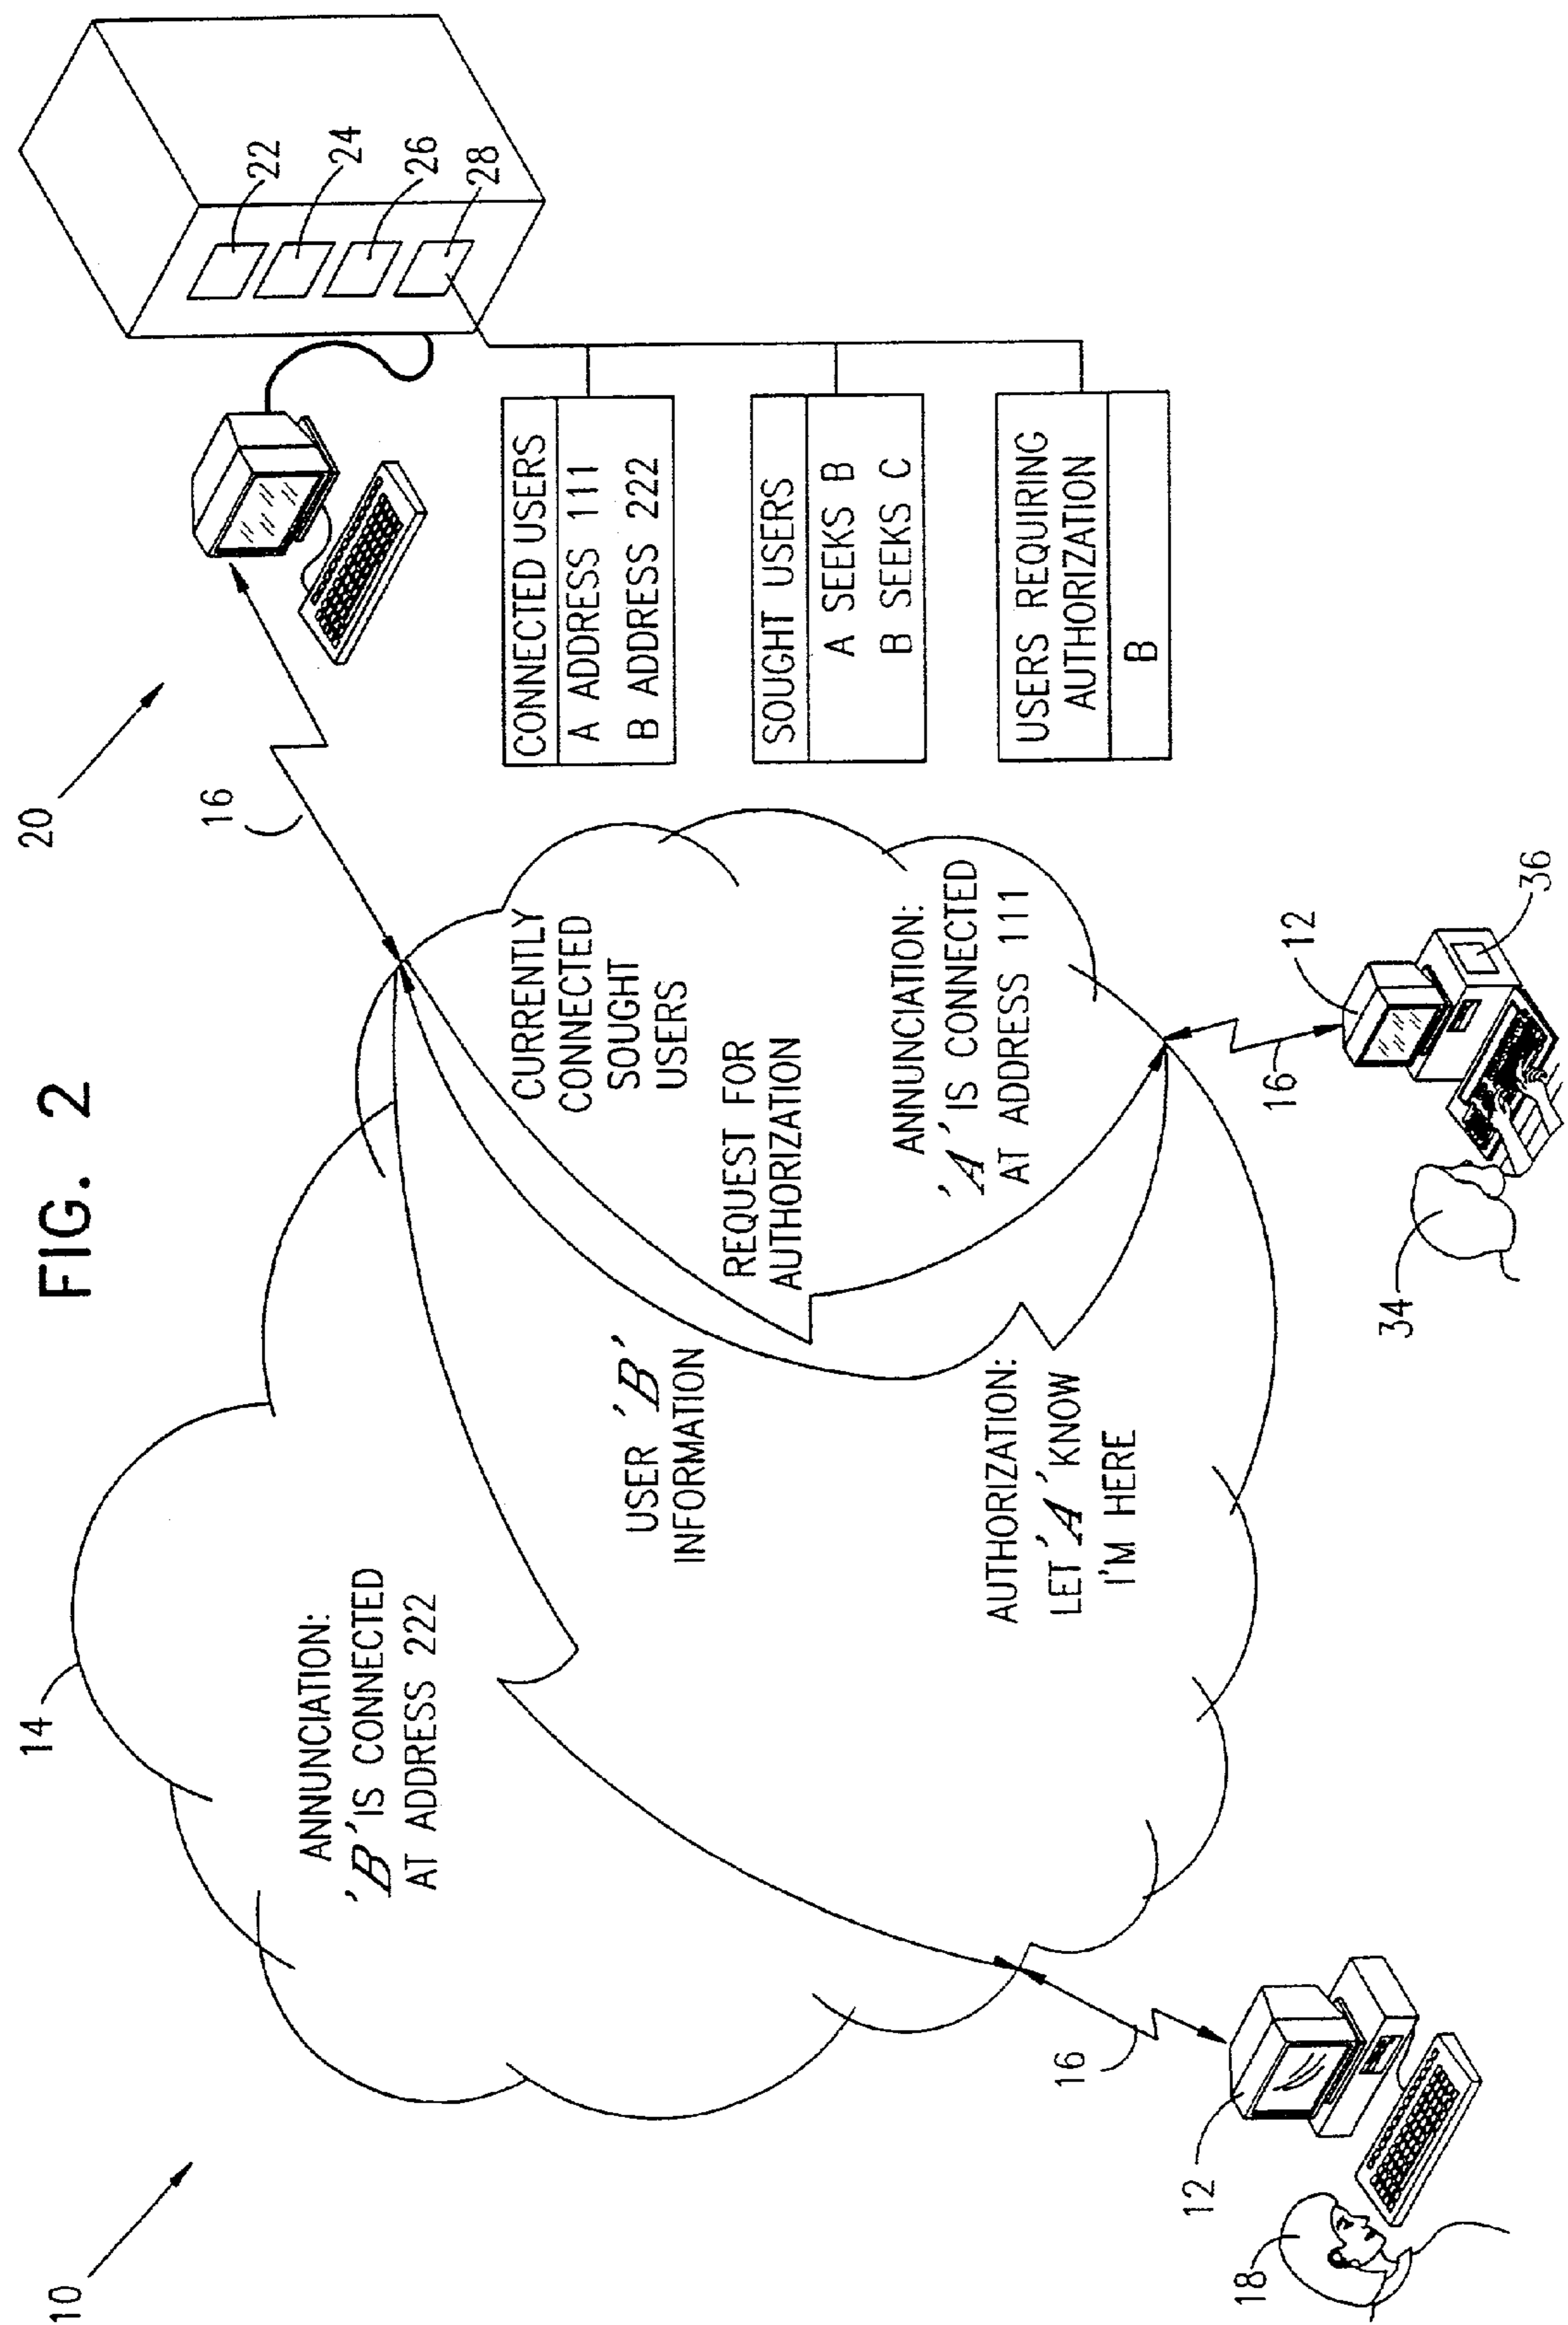 FIG. 2
10
14
20
16
22
24
26
28
ANNUNCIATION:
'B' IS CONNECTED
AT ADDRESS 222
USER 'B'
INFORMATION
CURRENTLY
CONNECTED
SOUGHT
USERS
REQUEST FOR
AUTHORIZATION
ANNUNCIATION:
'A' IS CONNECTED
AT ADDRESS 111
AUTHORIZATION:
LET 'A' KNOW
I'M HERE
CONNECTED USERS
A ADDRESS 111
B ADDRESS 222
SOUGHT USERS
A SEEKS B
B SEEKS C
USERS REQUIRING
AUTHORIZATION
B
16
12
18
16
12
34
36